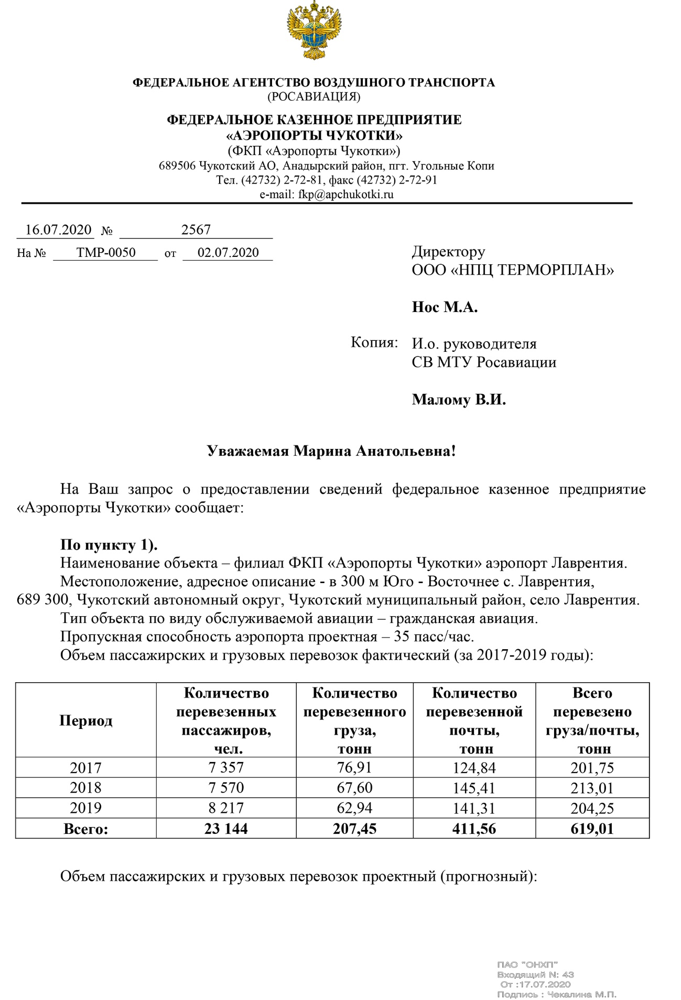 ФЕДЕРАЛЬНОЕ АГЕНТСТВО ВОЗДУШНОГО ТРАНСПОРТА
(РОСАВИАЦИЯ)
ФЕДЕРАЛЬНОЕ КАЗЕННОЕ ПРЕДПРИЯТИЕ
«АЭРОПОРТЫ ЧУКОТКИ»
(ФКП «Аэропорты Чукотки»)
689506 Чукотский АО, Анадырский район, пгт. Угольные Копи
Тел. (42732) 2-72-81, факс (42732) 2-72-91
e-mail: fkp@apchukotki.ru
16.07.2020 № 2567
На № ТМР-0050 от 02.07.2020
Директору
ООО «НПЦ ТЕРМОРПЛАН»
Нос М.А.
Копия: И.о. руководителя
СВ МТУ Росавиации
Малому В.И.
Уважаемая Марина Анатольевна!
На Ваш запрос о предоставлении сведений федеральное казенное предприятие
«Аэропорты Чукотки» сообщает:
По пункту 1).
Наименование объекта – филиал ФКП «Аэропорты Чукотки» аэропорт Лаврентия.
Местоположение, адресное описание - в 300 м Юго - Восточнее с. Лаврентия,
689 300, Чукотский автономный округ, Чукотский муниципальный район, село Лаврентия.
Тип объекта по виду обслуживаемой авиации – гражданская авиация.
Пропускная способность аэропорта проектная – 35 пасс/час.
Объем пассажирских и грузовых перевозок фактический (за 2017-2019 годы):
Период
Количество
перевезенных
пассажиров,
чел.
Количество
перевезенного
груза,
тонн
Количество
перевезенной
почты,
тонн
Всего
перевезено
груза/почты,
тонн
2017 7 357 76,91 124,84 201,75
2018 7 570 67,60 145,41 213,01
2019 8 217 62,94 141,31 204,25
Всего: 23 144 207,45 411,56 619,01
Объем пассажирских и грузовых перевозок проектный (прогнозный):
ПАО "ОНХП"
Входящий N: 43
От :17.07.2020
Подпись : Чекалина М.П.